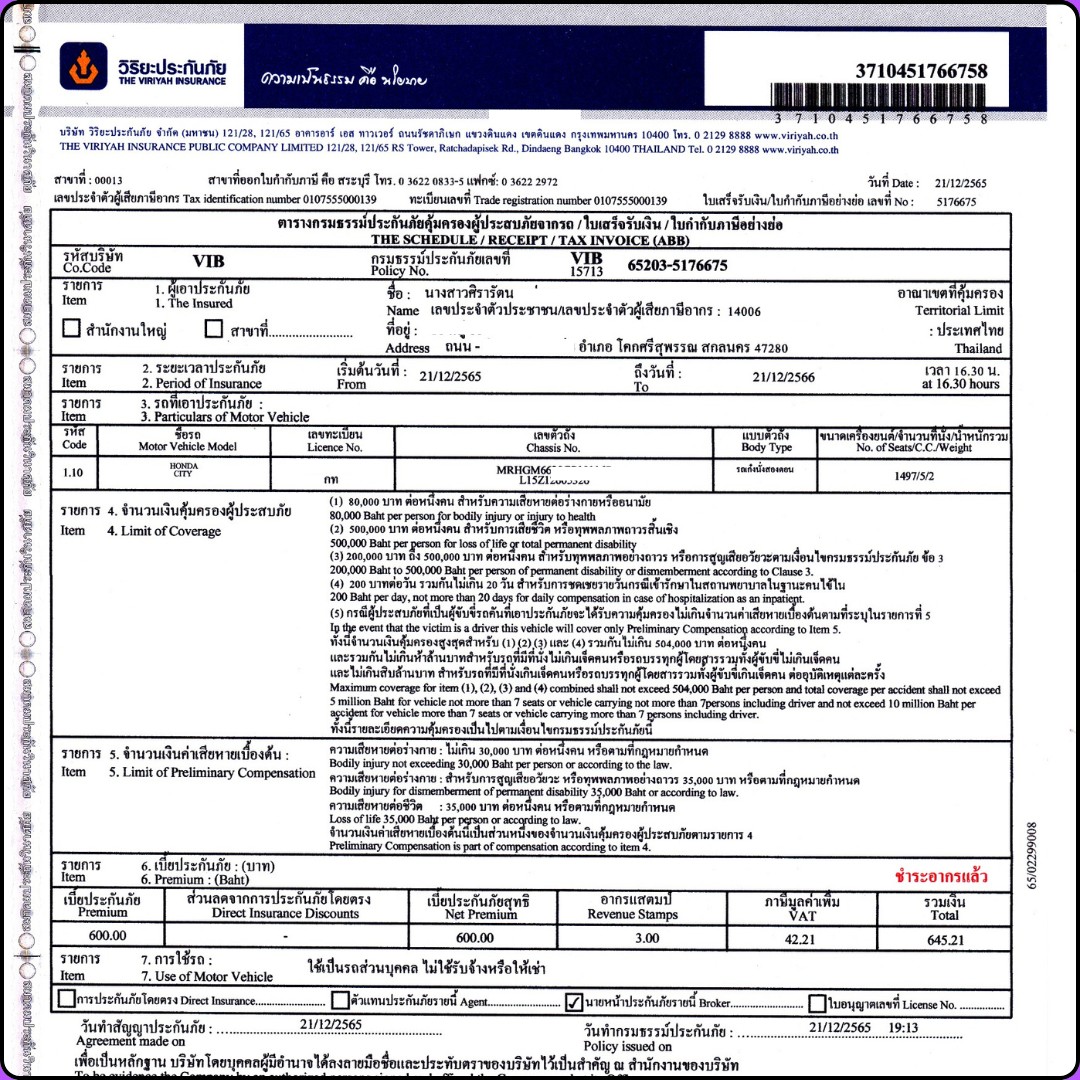 วิริยะประกันภัย
THE VIRIYAH INSURANCE
ความเป็นธรรม คือ นโยบาย
3710451766758
3 7 1 0 4 5 1 7 6 6 7 5 8
บริษัท วิริยะประกันภัย จำกัด (มหาชน) 121/28, 121/65 อาคารอาร์ เอส ทาวเวอร์ ถนนรัชดาภิเษก แขวงดินแดง เขตดินแดง กรุงเทพมหานคร 10400 โทร. 0 2129 8888 www.viriyah.co.th
THE VIRIYAH INSURANCE PUBLIC COMPANY LIMITED 121/28, 121/65 RS Tower, Ratchadapisek Rd., Dindaeng Bangkok 10400 THAILAND Tel. 0 2129 8888 www.viriyah.co.th
สาขาที่ : 00013 สาขาที่ออกใบกำกับภาษี คือ สระบุรี โทร. 0 3622 0833-5 แฟกซ์: 0 3622 2972 วันที่ Date : 21/12/2565
เลขประจำตัวผู้เสียภาษีอากร Tax identification number 0107555000139 ทะเบียนเลขที่ Trade registration number 0107555000139 ใบเสร็จรับเงิน/ใบกำกับภาษีอย่างย่อ เลขที่ No : 5176675
ตารางกรมธรรม์ประกันภัยคุ้มครองผู้ประสบภัยจากรถ / ใบเสร็จรับเงิน / ใบกำกับภาษีอย่างย่อ
THE SCHEDULE / RECEIPT / TAX INVOICE (ABB)
รหัสบริษัท VIB กรมธรรม์ประกันภัยเลขที่ VIB 65203-5176675
Co.Code Policy No. 15713
รายการ 1. ผู้เอาประกันภัย ชื่อ : นางสาวศิรารัตน อาณาเขตที่คุ้มครอง
Item 1. The Insured Name เลขประจำตัวประชาชน/เลขประจำตัวผู้เสียภาษีอากร : 14006 Territorial Limit
สำนักงานใหญ่ สาขาที่........................ ที่อยู่ : : ประเทศไทย
Address ถนน - อำเภอ โคกศรีสุพรรณ สกลนคร 47280 Thailand
รายการ 2. ระยะเวลาประกันภัย เริ่มต้นวันที่ : 21/12/2565 ถึงวันที่ : 21/12/2566 เวลา 16.30 น.
Item 2. Period of Insurance From To at 16.30 hours
รายการ 3. รถที่เอาประกันภัย :
Item 3. Particulars of Motor Vehicle
รหัส ชื่อรถ เลขทะเบียน เลขตัวถัง แบบตัวถัง ขนาดเครื่องยนต์/จำนวนที่นั่ง/น้ำหนักรวม
Code Motor Vehicle Model Licence No. Chassis No. Body Type No. of Seats/C.C./Weight
1.10 HONDA CITY กท MRHGM66 รถเก๋งนั่งสองตอน 1497/5/2
รายการ 4. จำนวนเงินคุ้มครองผู้ประสบภัย
Item 4. Limit of Coverage
(1) 80,000 บาท ต่อหนึ่งคน สำหรับความเสียหายต่อร่างกายหรืออนามัย
80,000 Baht per person for bodily injury or injury to health
(2) 500,000 บาท ต่อหนึ่งคน สำหรับการเสียชีวิต หรือทุพพลภาพถาวรสิ้นเชิง
500,000 Baht per person for loss of life or total permanent disability
(3) 200,000 บาท ถึง 500,000 บาท ต่อหนึ่งคน สำหรับทุพพลภาพอย่างถาวร หรือการสูญเสียอวัยวะตามเงื่อนไขกรมธรรม์ประกันภัย ข้อ 3
200,000 Baht to 500,000 Baht per person of permanent disability or dismemberment according to Clause 3.
(4) 200 บาทต่อวัน รวมกันไม่เกิน 20 วัน สำหรับการชดเชยรายวันกรณีเข้ารักษาในสถานพยาบาลในฐานะคนไข้ใน
200 Baht per day, not more than 20 days for daily compensation in case of hospitalization as an inpatient.
(5) กรณีผู้ประสบภัยที่เป็นผู้ขับขี่รถคันที่เอาประกันภัยจะได้รับความคุ้มครองไม่เกินจำนวนค่าเสียหายเบื้องต้นตามที่ระบุในรายการที่ 5
In the event that the victim is a driver this vehicle will cover only Preliminary Compensation according to Item 5.
ทั้งนี้จำนวนเงินคุ้มครองสูงสุดสำหรับ (1) (2) (3) และ (4) รวมกันไม่เกิน 504,000 บาท ต่อหนึ่งคน
และรวมกันไม่เกินห้าล้านบาทสำหรับรถที่มีที่นั่งไม่เกินเจ็ดคนหรือรถบรรทุกผู้โดยสารรวมทั้งผู้ขับขี่ไม่เกินเจ็ดคน
และไม่เกินสิบล้านบาท สำหรับรถที่มีที่นั่งเกินเจ็ดคนหรือรถบรรทุกผู้โดยสารรวมทั้งผู้ขับขี่เกินเจ็ดคน ต่ออุบัติเหตุแต่ละครั้ง
Maximum coverage for item (1), (2), (3) and (4) combined shall not exceed 504,000 Baht per person and total coverage per accident shall not exceed
5 million Baht for vehicle not more than 7 seats or vehicle carrying not more than 7persons including driver and not exceed 10 million Baht per
accident for vehicle more than 7 seats or vehicle carrying more than 7 persons including driver.
ทั้งนี้รายละเอียดความคุ้มครองเป็นไปตามเงื่อนไขกรมธรรม์ประกันภัยนี้
รายการ 5. จำนวนเงินค่าเสียหายเบื้องต้น :
Item 5. Limit of Preliminary Compensation
ความเสียหายต่อร่างกาย : ไม่เกิน 30,000 บาท ต่อหนึ่งคน หรือตามที่กฎหมายกำหนด
Bodily injury not exceeding 30,000 Baht per person or according to the law.
ความเสียหายต่อร่างกาย : สำหรับการสูญเสียอวัยวะ หรือทุพพลภาพอย่างถาวร 35,000 บาท หรือตามที่กฎหมายกำหนด
Bodily injury for dismemberment of permanent disability 35,000 Baht or according to law.
ความเสียหายต่อชีวิต : 35,000 บาท ต่อหนึ่งคน หรือตามที่กฎหมายกำหนด
Loss of life 35,000 Baht per person or according to law.
จำนวนเงินค่าเสียหายเบื้องต้นนี้เป็นส่วนหนึ่งของจำนวนเงินคุ้มครองผู้ประสบภัยตามรายการ 4
Preliminary Compensation is part of compensation according to item 4.
65/02299008
รายการ 6. เบี้ยประกันภัย : (บาท) ชำระอากรแล้ว
Item 6. Premium : (Baht)
เบี้ยประกันภัย ส่วนลดจากการประกันภัยโดยตรง เบี้ยประกันภัยสุทธิ อากรแสตมป์ ภาษีมูลค่าเพิ่ม รวมเงิน
Premium Direct Insurance Discounts Net Premium Revenue Stamps VAT Total
600.00 - 600.00 3.00 42.21 645.21
รายการ 7. การใช้รถ : ใช้เป็นรถส่วนบุคคล ไม่ใช้รับจ้างหรือให้เช่า
Item 7. Use of Motor Vehicle
การประกันภัยโดยตรง Direct Insurance.................... ตัวแทนประกันภัยรายนี้ Agent..................... ✓ นายหน้าประกันภัยรายนี้ Broker..................... ใบอนุญาตเลขที่ License No. .............
วันทำสัญญาประกันภัย : 21/12/2565 วันทำกรมธรรม์ประกันภัย : 21/12/2565 19:13
Agreement made on Policy issued on
เพื่อเป็นหลักฐาน บริษัทโดยบุคคลผู้มีอำนาจได้ลงลายมือชื่อและประทับตราของบริษัทไว้เป็นสำคัญ ณ สำนักงานของบริษัท